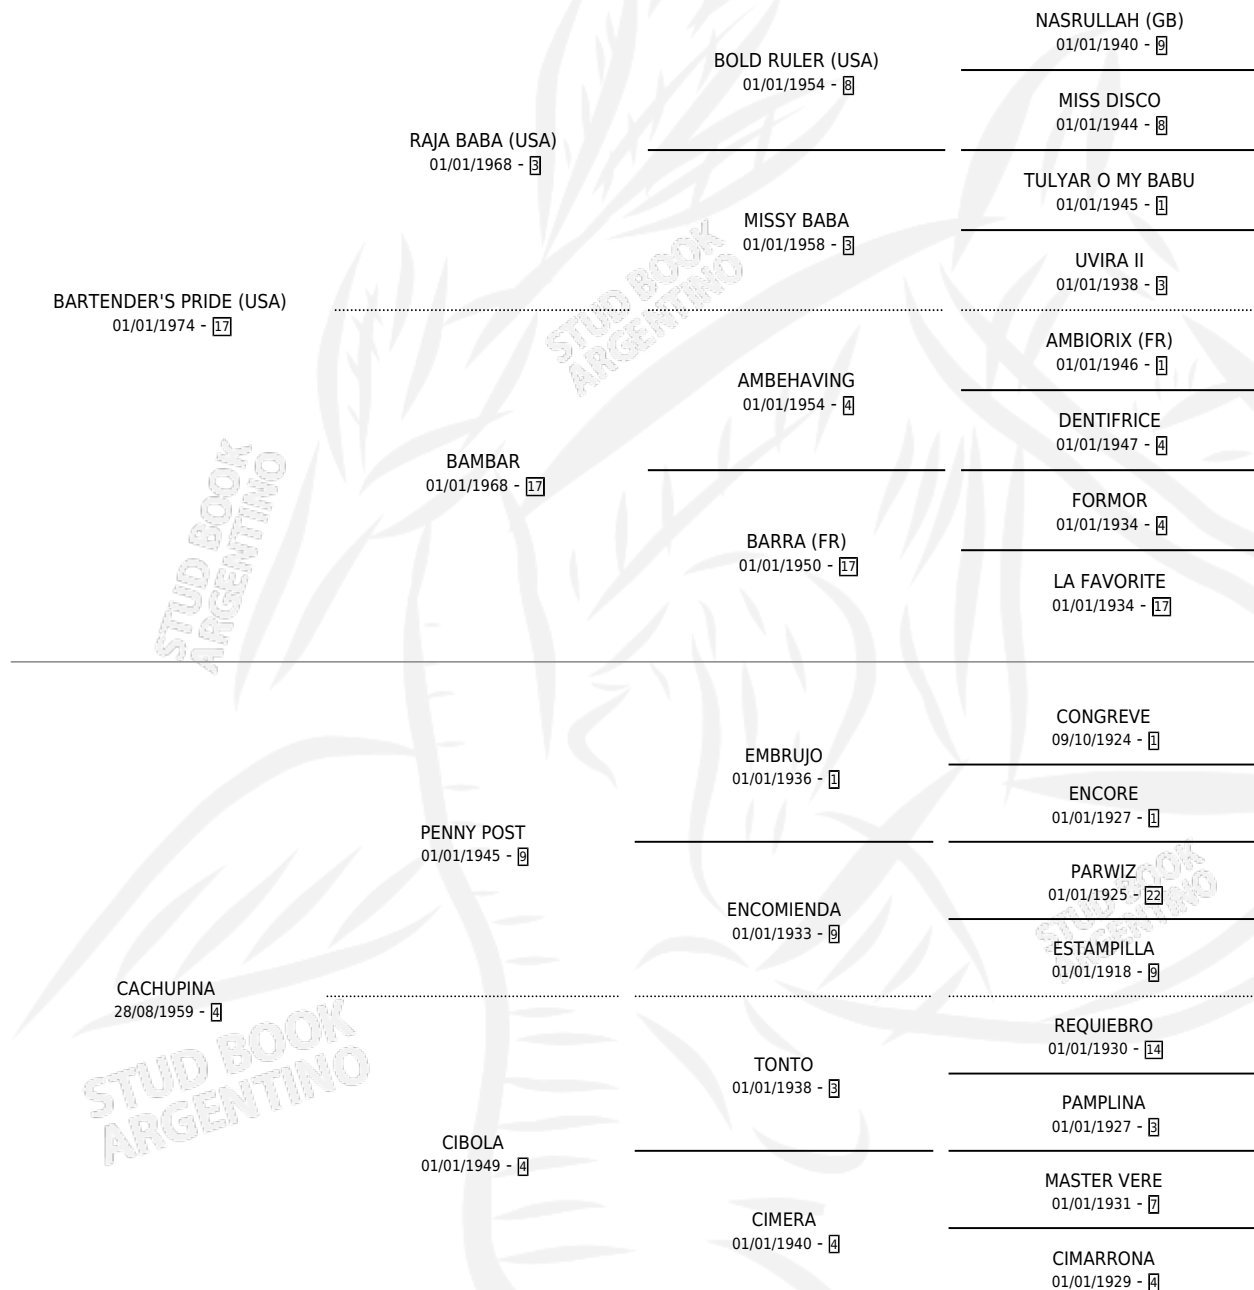 NASRULLAH (GB)
01/01/1940 - 9
BOLD RULER (USA)
01/01/1954 - 8
MISS DISCO
01/01/1944 - 8
RAJA BABA (USA)
01/01/1968 - 3
TULYAR O MY BABU
01/01/1945 - 1
MISSY BABA
01/01/1958 - 3
UVIRA II
01/01/1938 - 3
BARTENDER'S PRIDE (USA)
01/01/1974 - 17
AMBIORIX (FR)
01/01/1946 - 1
AMBEHAVING
01/01/1954 - 4
DENTIFRICE
01/01/1947 - 4
BAMBAR
01/01/1968 - 17
FORMOR
01/01/1934 - 4
BARRA (FR)
01/01/1950 - 17
LA FAVORITE
01/01/1934 - 17
STUD BOOK
ARGENTINO
STUD BOOK
ARGENTINO
CONGREVE
09/10/1924 - 1
EMBRUJO
01/01/1936 - 1
ENCORE
01/01/1927 - 1
PENNY POST
01/01/1945 - 9
PARWIZ
01/01/1925 - 22
ENCOMIENDA
01/01/1933 - 9
ESTAMPILLA
01/01/1918 - 9
CACHUPINA
28/08/1959 - 4
REQUIEBRO
01/01/1930 - 14
TONTO
01/01/1938 - 3
PAMPLINA
01/01/1927 - 3
CIBOLA
01/01/1949 - 4
MASTER VERE
01/01/1931 - 7
CIMERA
01/01/1940 - 4
CIMARRONA
01/01/1929 - 4
STUD BOOK
ARGENTINO
STUD BOOK
ARGENTINO